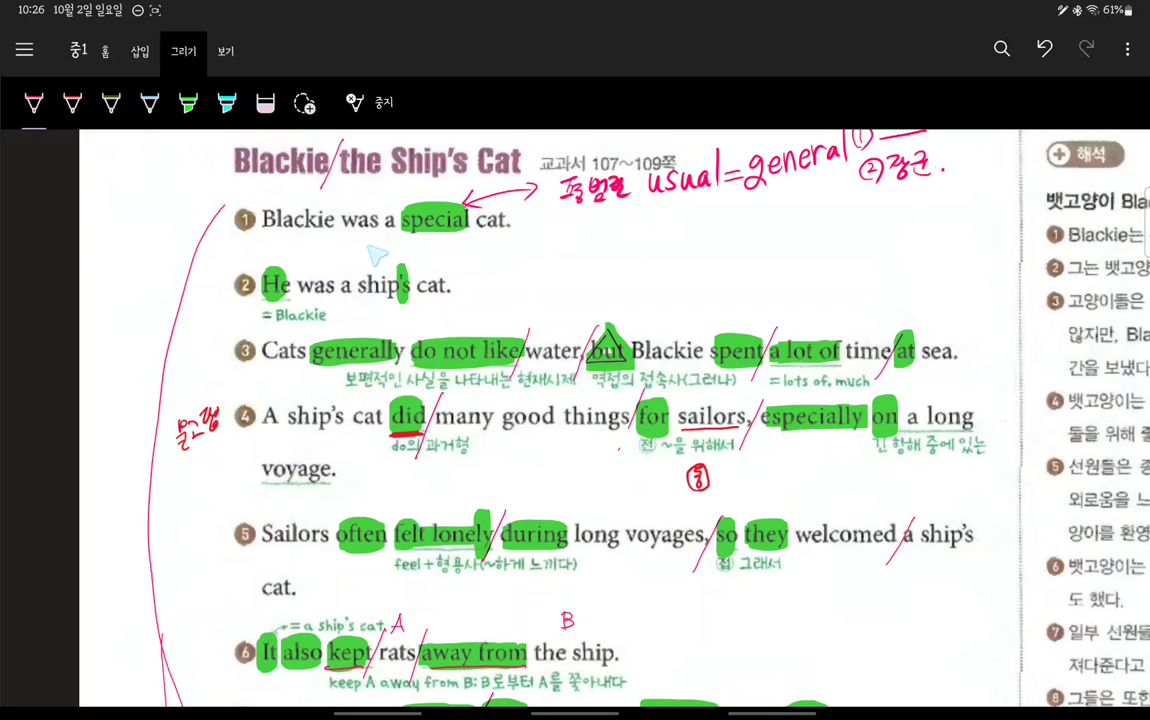 10:26 10월 2일 일요일 61%
중1 홈 삽입 그리기 보기
중지
Blackie the Ship's Cat 교과서 107~109쪽
usual = general ①
②장군.
해석
뱃고양이 Bla
① Blackie was a special cat.
① Blackie는
② He was a ship's cat.
= Blackie
② 그는 뱃고양
③ Cats generally do not like water, but Blackie spent a lot of time at sea.
보편적인 사실을 나타내는 현재시제 역접의 접속사(그러나) = lots of, much
③ 고양이들은
않지만, Bla
간을 보냈다
④ A ship's cat did many good things for sailors, especially on a long
do의 과거형 전 ~을 위해서 긴 항해 중에 있는
voyage.
④ 뱃고양이는
들을 위해 좋
⑤ Sailors often felt lonely during long voyages, so they welcomed a ship's
feel+형용사(~하게 느끼다) 접 그래서
cat.
⑤ 선원들은 종
외로움을 느
양이를 환영
= a ship's cat A B
⑥ It also kept rats away from the ship.
keep A away from B: B로부터 A를 쫓아내다
⑥ 뱃고양이는
도 했다.
⑦ 일부 선원들
져다준다고
⑧ 그들은 또한